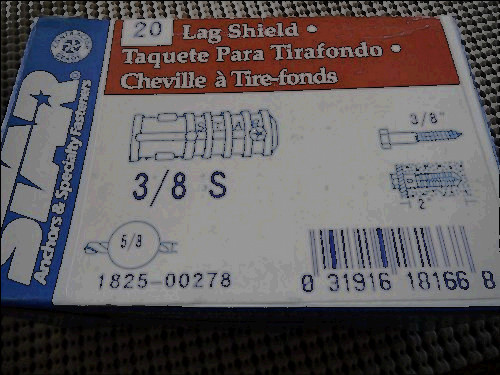 20 Lag Shield •
Taquete Para Tirafondo •
Cheville à Tire-fonds
STAR®
Anchors & Specialty Fasteners
STAR
3/8"
3/8 S
2"
5/8
1825-00278
0 31916 18166 8